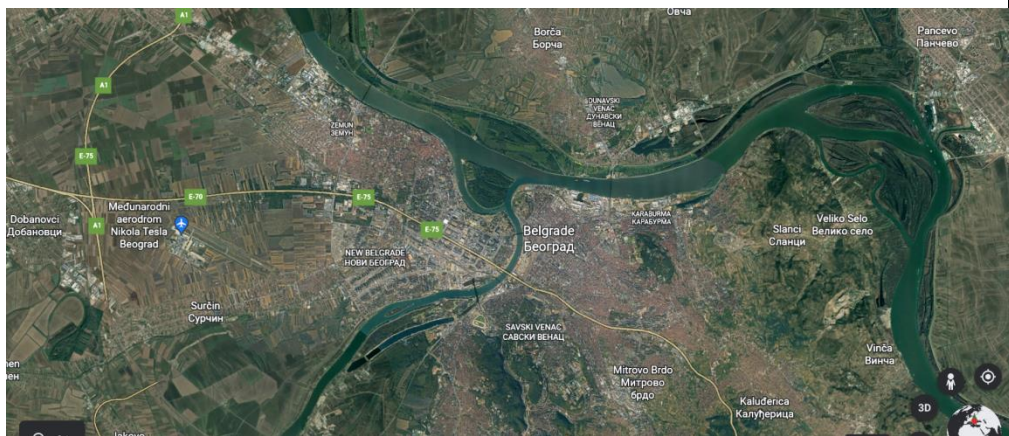 A1
Овча
Borča
Борча
Pancevo
Панчево
A1
DUNAVSKI
VENAC
ДУНАВСКИ
ВЕНАЦ
ZEMUN
ЗЕМУН
E-75
E-70
E-75
Međunarodni
aerodrom
Nikola Tesla
Beograd
Dobanovci
Добановци
A1
E-75
Belgrade
Београд
KARABURMA
КАРАБУРМА
Slanci
Сланци
Veliko Selo
Велико село
NEW BELGRADE
НОВИ БЕОГРАД
Surčin
Сурчин
SAVSKI VENAC
САВСКИ ВЕНАЦ
Vinča
Винча
Mitrovo Brdo
Митрово
брдо
Kaluđerica
Калуђерица
3D